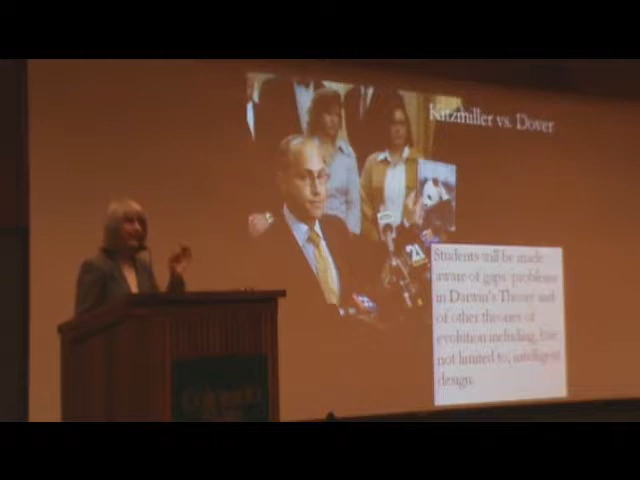 Kitzmiller vs. Dover
Students will be made
aware of gaps/problems
in Darwin's Theory and
of other theories of
evolution including, but
not limited to, intelligent
design.